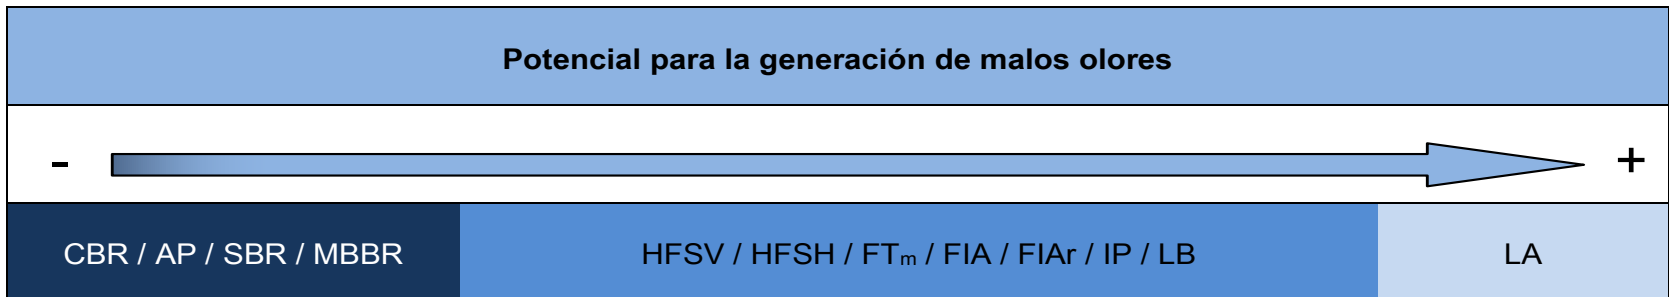 Potencial para la generación de malos olores
- +
CBR / AP / SBR / MBBR HFSV / HFSH / FTm / FIA / FIAr / IP / LB LA